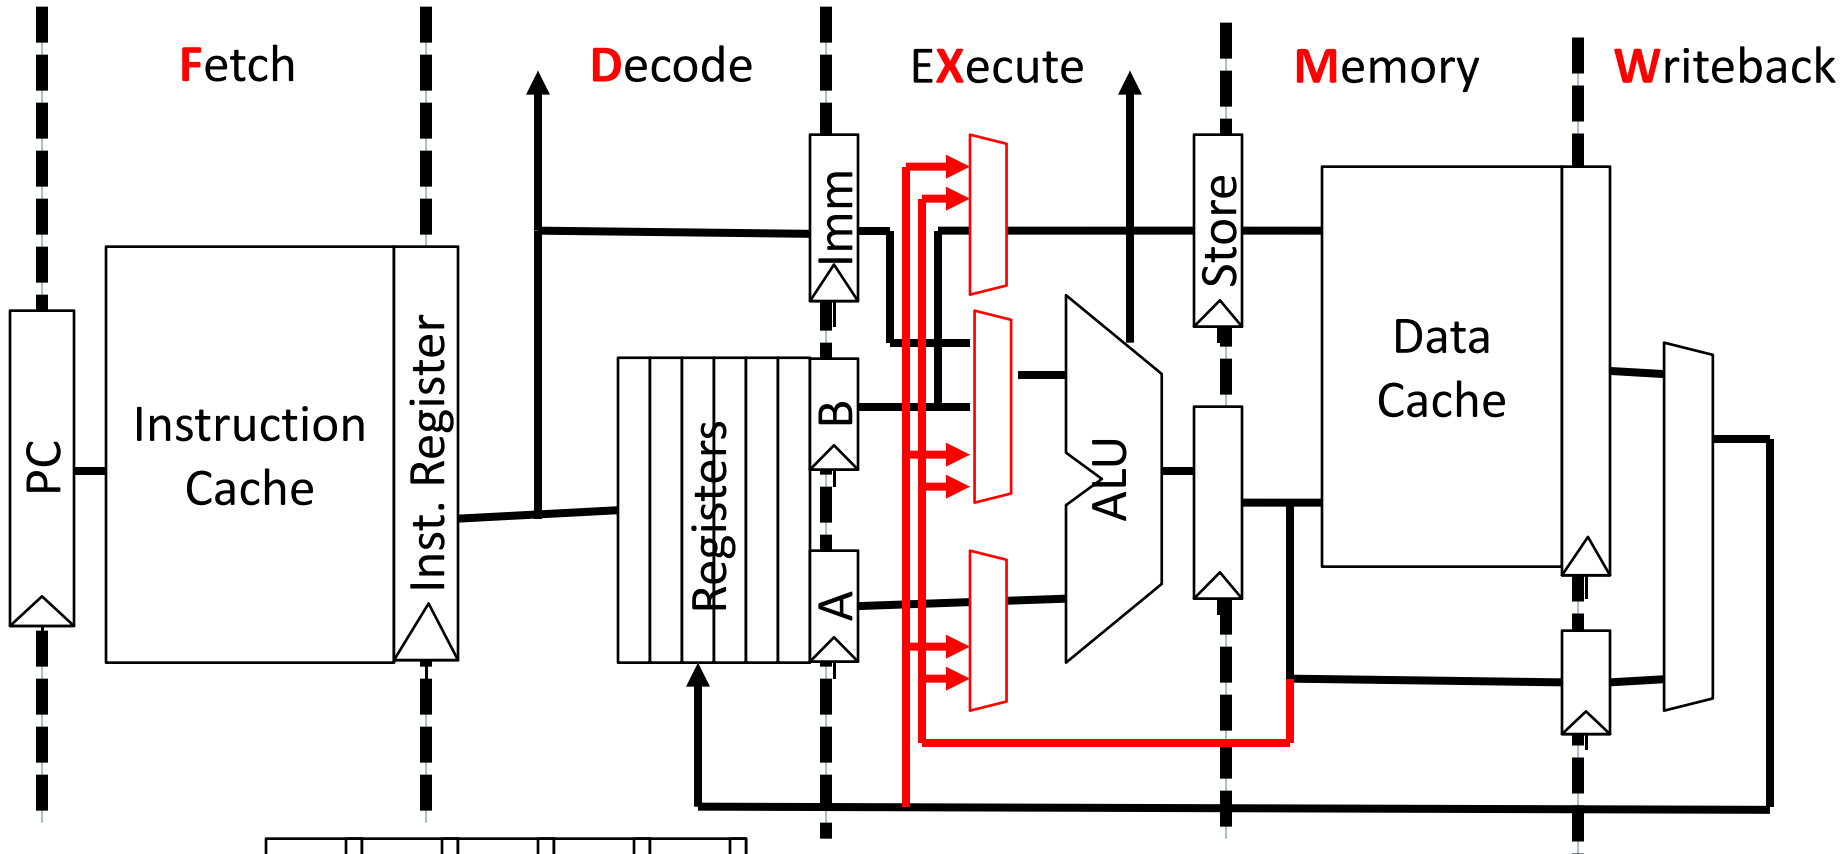 Fetch
Decode
EXecute
Memory
Writeback
PC
Instruction
Cache
Inst. Register
Registers
Imm
B
A
ALU
Store
Data
Cache